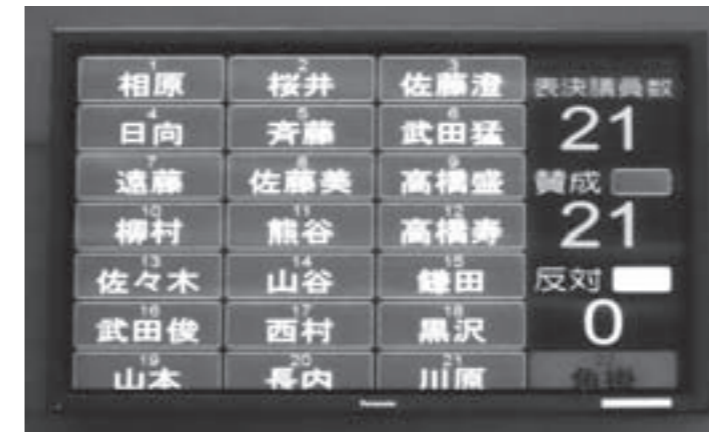 1 2 3
相原 桜井 佐藤澄 表決議員数
4 5 6
日向 斉藤 武田猛 21
7 8 9
遠藤 佐藤美 高橋盛 賛成
10 11 12
柳村 熊谷 高橋寿 21
13 14 15
佐々木 山谷 鎌田 反対
16 17 18
武田俊 西村 黒沢 0
19 20 21
山本 長内 川原 角掛
Panasonic